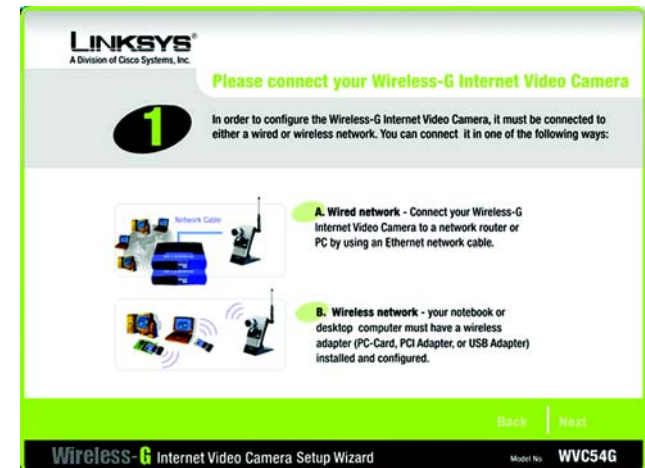 LINKSYS®
A Division of Cisco Systems, Inc.
Please connect your Wireless-G Internet Video Camera
1
In order to configure the Wireless-G Internet Video Camera, it must be connected to
either a wired or wireless network. You can connect it in one of the following ways:
Network Cable
A. Wired network - Connect your Wireless-G
Internet Video Camera to a network router or
PC by using an Ethernet network cable.
B. Wireless network - your notebook or
desktop computer must have a wireless
adapter (PC-Card, PCI Adapter, or USB Adapter)
installed and configured.
Back Next
Wireless-G Internet Video Camera Setup Wizard
Model No. WVC54G